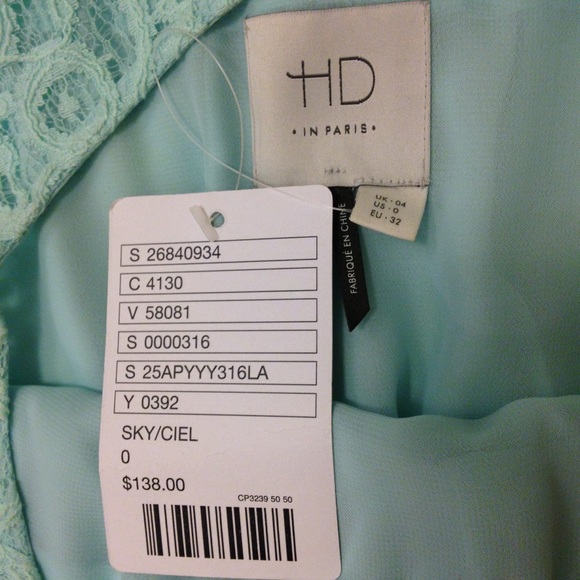 HD
• IN PARIS •
UK • 04
US • 0
EU • 32
FABRIQUÉ EN CHINE
S 26840934
C 4130
V 58081
S 0000316
S 25APYYY316LA
Y 0392
SKY/CIEL
0
$138.00
CP3239 50 50